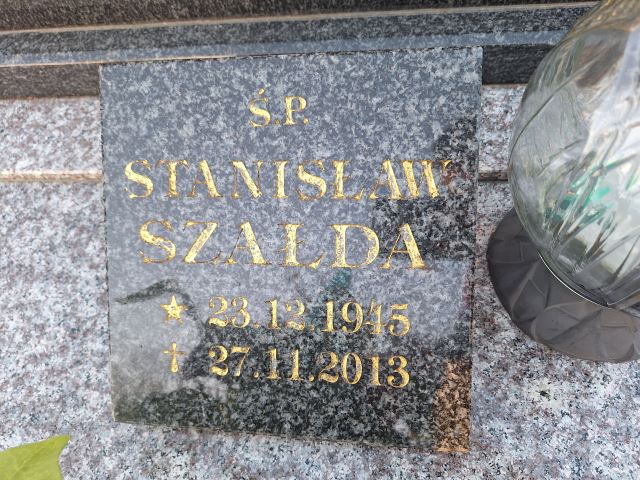 Ś.P.
STANISŁAW
SZAŁDA
★ 23.12.1945
✝ 27.11.2013